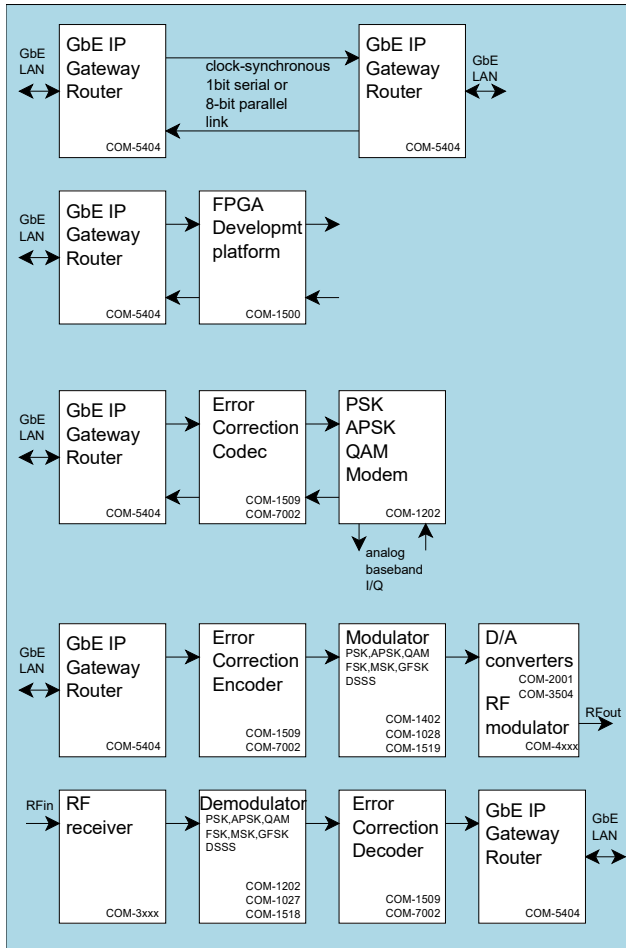 GbE
LAN
GbE IP
Gateway
Router
COM-5404
clock-synchronous
1bit serial or
8-bit parallel
link
GbE IP
Gateway
Router
COM-5404
GbE
LAN
GbE
LAN
GbE IP
Gateway
Router
COM-5404
FPGA
Developmt
platform
COM-1500
GbE
LAN
GbE IP
Gateway
Router
COM-5404
Error
Correction
Codec
COM-1509
COM-7002
PSK
APSK
QAM
Modem
COM-1202
analog
baseband
I/Q
GbE
LAN
GbE IP
Gateway
Router
COM-5404
Error
Correction
Encoder
COM-1509
COM-7002
Modulator
PSK,APSK,QAM
FSK,MSK,GFSK
DSSS
COM-1402
COM-1028
COM-1519
D/A
converters
COM-2001
COM-3504
RF
modulator
COM-4xxx
RFout
RFin
RF
receiver
COM-3xxx
Demodulator
PSK,APSK,QAM
FSK,MSK,GFSK
DSSS
COM-1202
COM-1027
COM-1518
Error
Correction
Decoder
COM-1509
COM-7002
GbE IP
Gateway
Router
COM-5404
GbE
LAN